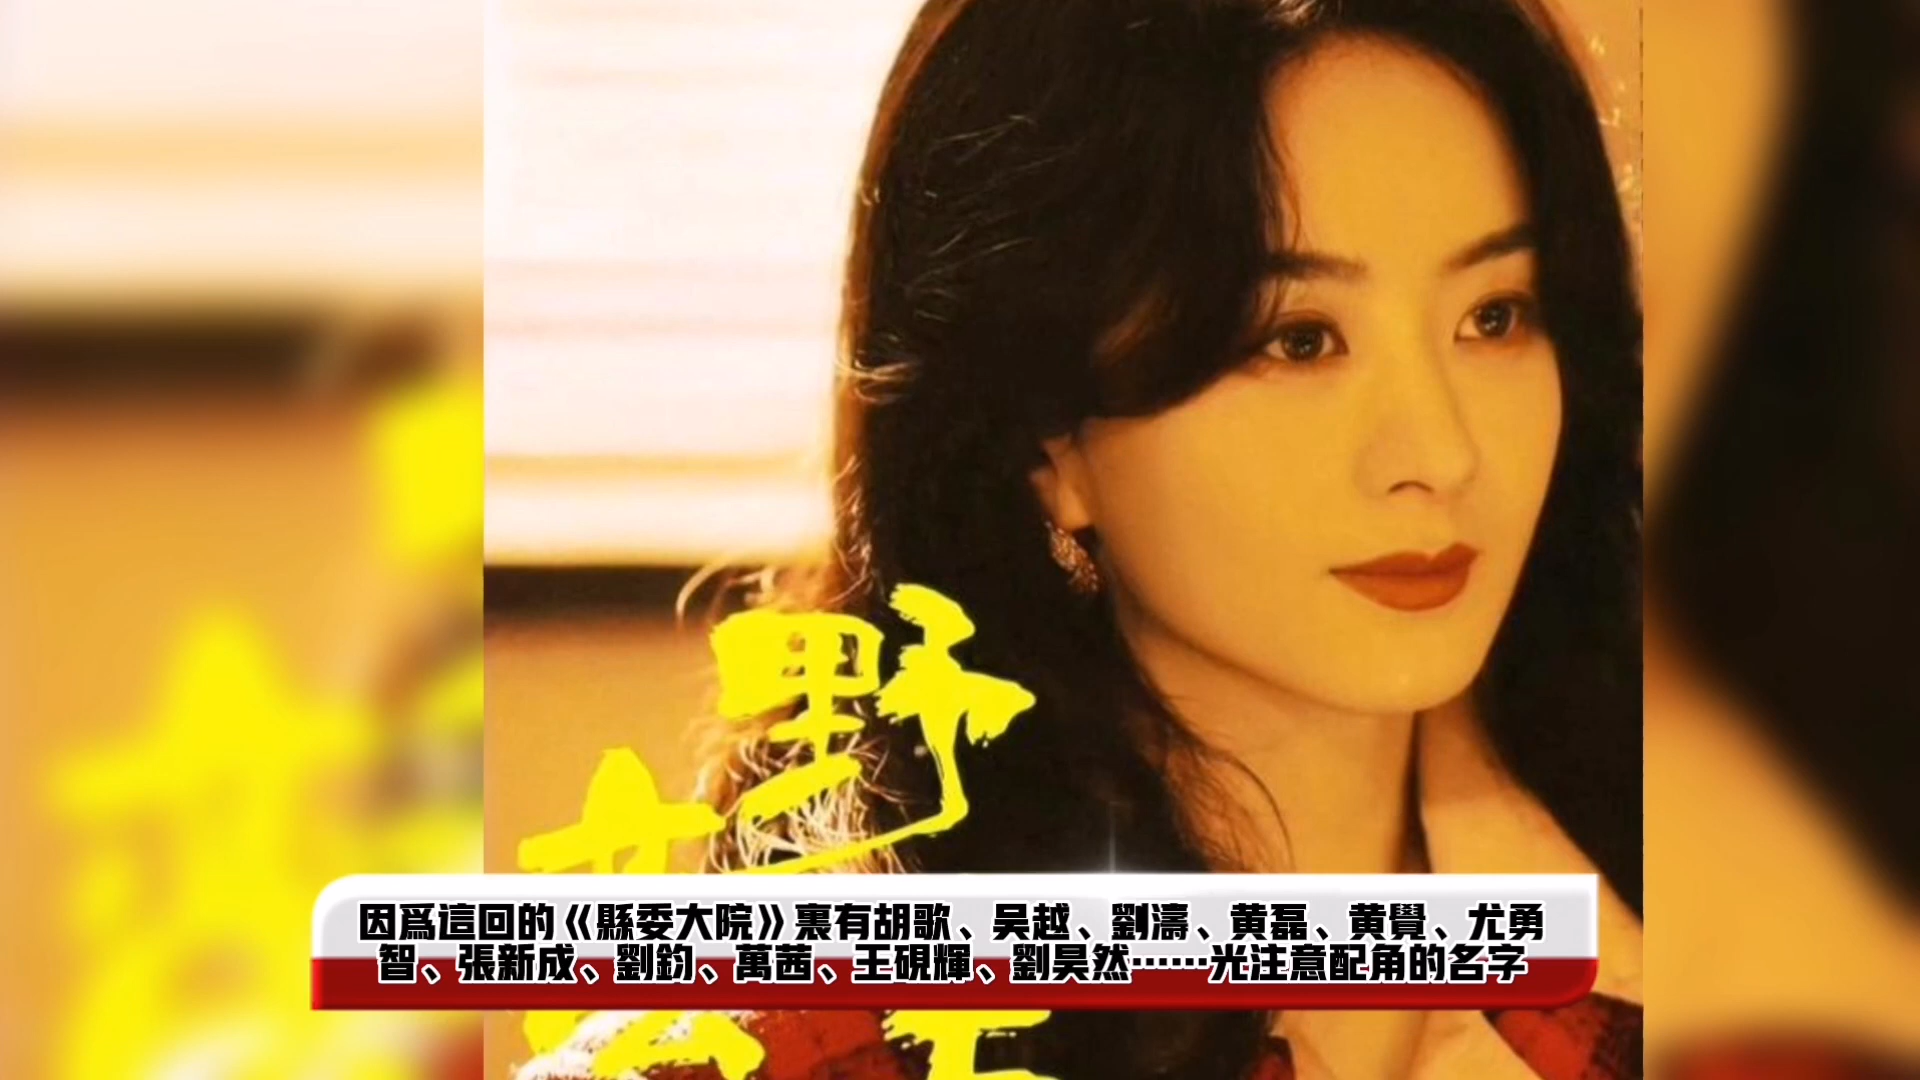 野
因爲這回的《縣委大院》裏有胡歌、吴越、劉濤、黄磊、黄覺、尤勇
智、張新成、劉鈞、萬茜、王硯輝、劉昊然……光注意配角的名字